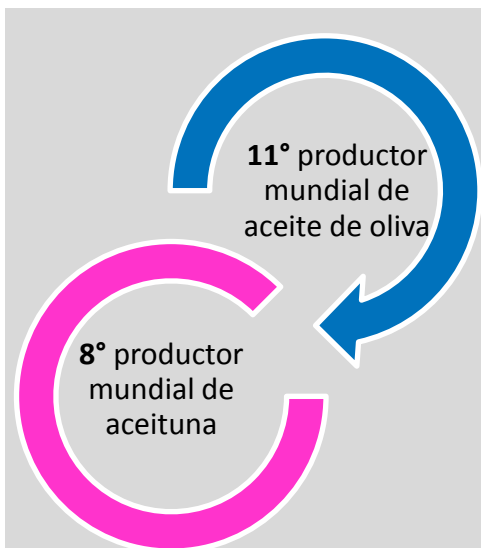 11° productor
mundial de
aceite de oliva
8° productor
mundial de
aceituna